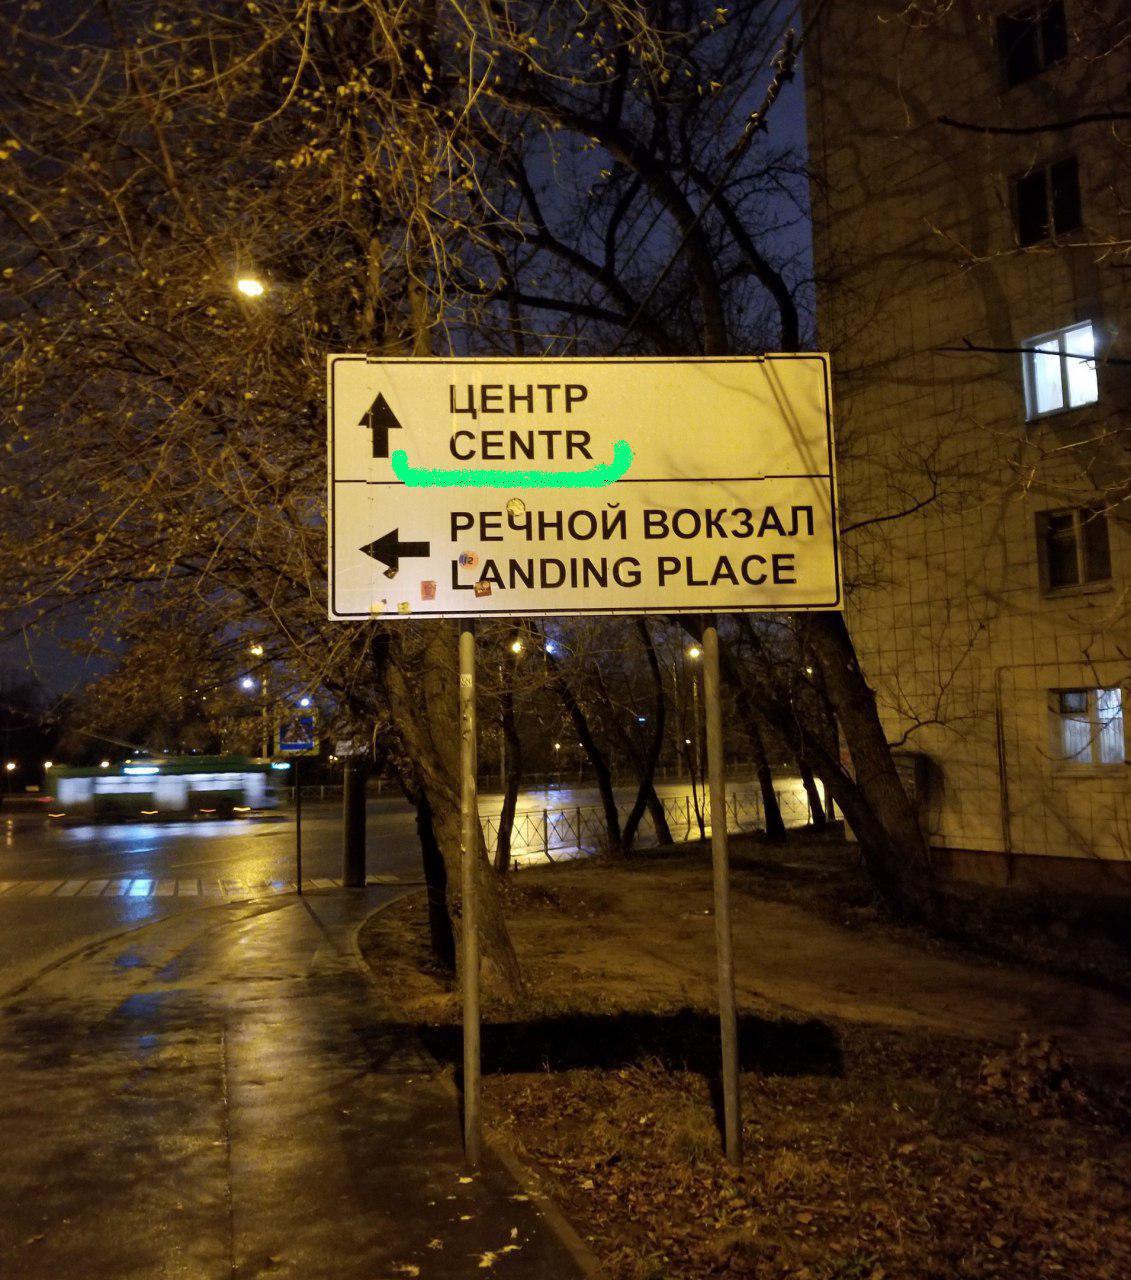 ЦЕНТР
CENTR
РЕЧНОЙ ВОКЗАЛ
LANDING PLACE